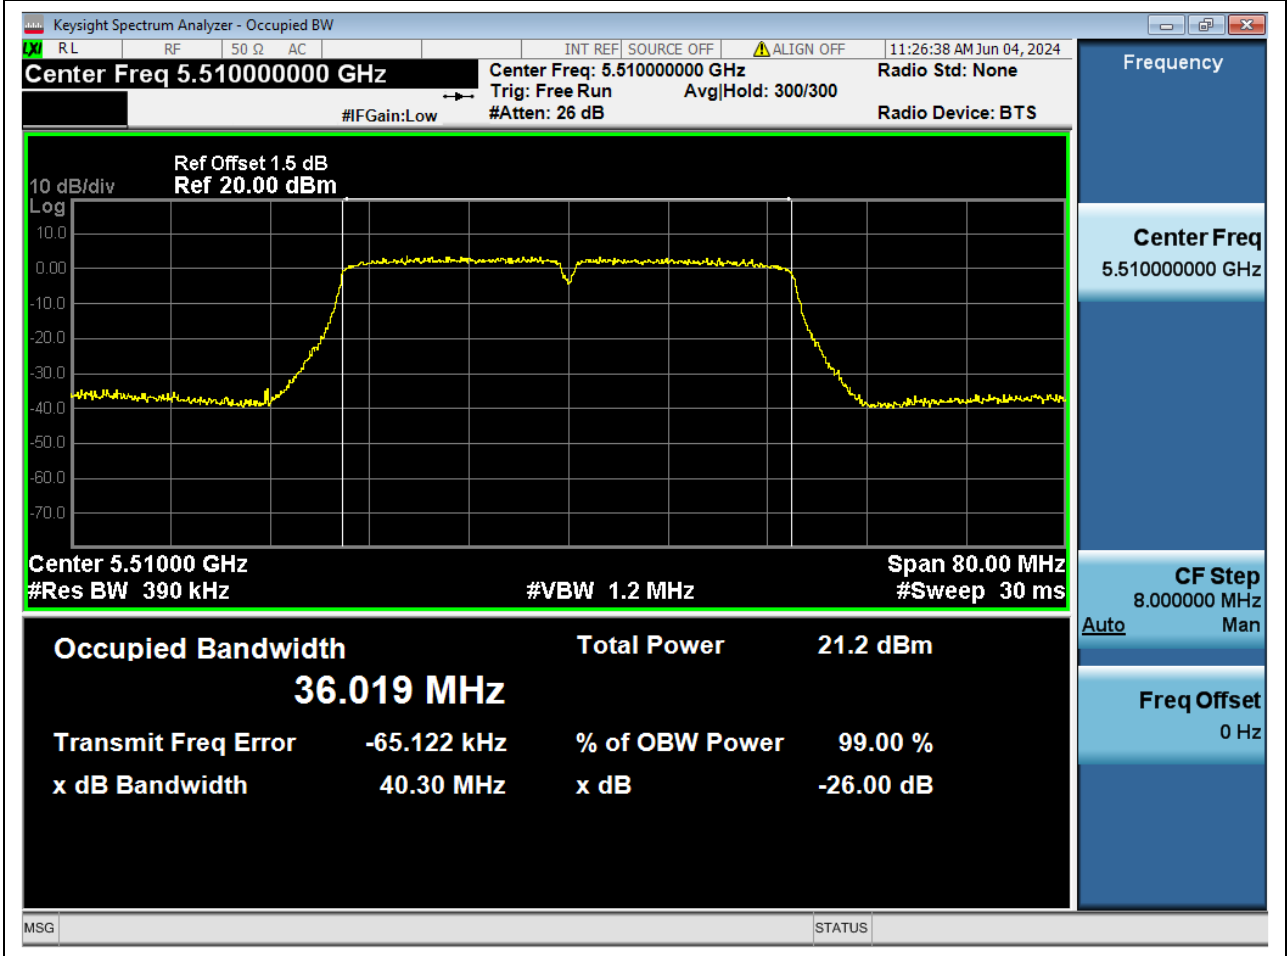 Keysight Spectrum Analyzer - Occupied BW
LXI RL RF 50 Ω AC INT REF SOURCE OFF ALIGN OFF 11:26:38 AM Jun 04, 2024
Center Freq 5.510000000 GHz
#IFGain:Low
Center Freq: 5.510000000 GHz
Trig: Free Run Avg|Hold: 300/300
#Atten: 26 dB
Radio Std: None
Radio Device: BTS
Ref Offset 1.5 dB
10 dB/div Ref 20.00 dBm
Log
10.0
0.00
-10.0
-20.0
-30.0
-40.0
-50.0
-60.0
-70.0
Center 5.51000 GHz Span 80.00 MHz
#Res BW 390 kHz #VBW 1.2 MHz #Sweep 30 ms
Occupied Bandwidth Total Power 21.2 dBm
36.019 MHz
Transmit Freq Error -65.122 kHz % of OBW Power 99.00 %
x dB Bandwidth 40.30 MHz x dB -26.00 dB
Frequency
Center Freq
5.510000000 GHz
CF Step
8.000000 MHz
Auto Man
Freq Offset
0 Hz
MSG STATUS